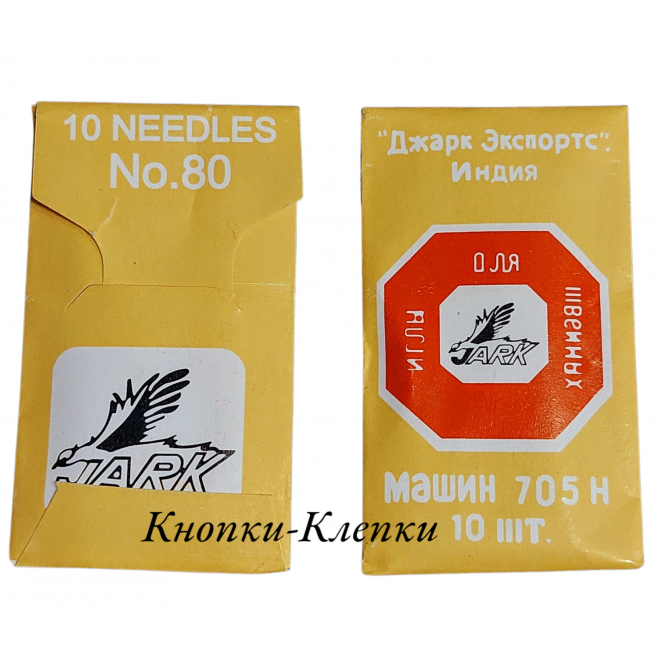 10 NEEDLES
No.80
JARK
"Джарк Экспортс".
Индия
ИГЛЫ
ДЛЯ
ШВЕЙНЫХ
JARK
машин 705 H
10 шт.
Кнопки-Клепки